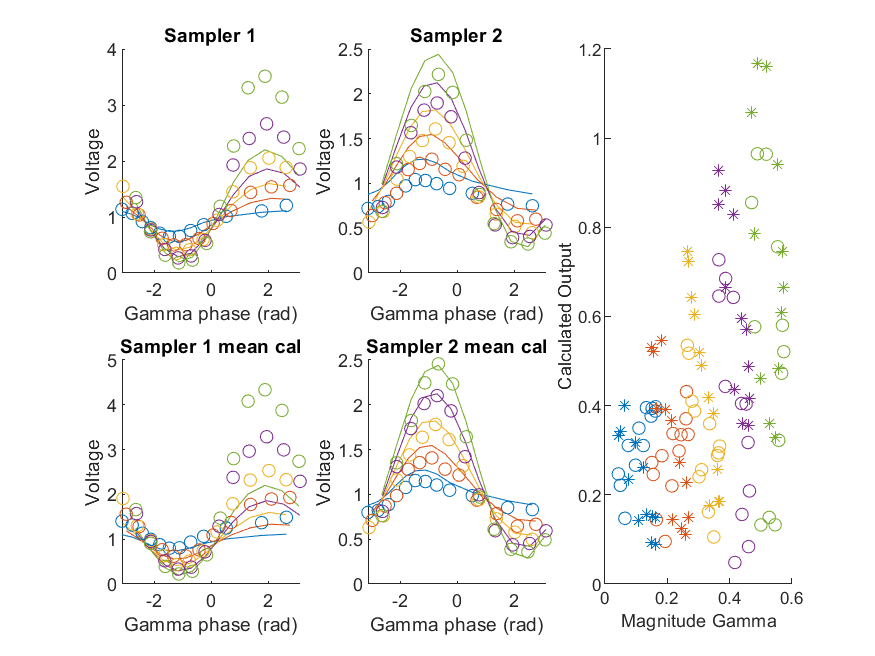 Sampler 1
4
3
2
1
0
Voltage
-2 0 2
Gamma phase (rad)
Sampler 2
2.5
2
1.5
1
0.5
0
Voltage
-2 0 2
Gamma phase (rad)
Sampler 1 mean cal
5
4
3
2
1
0
Voltage
-2 0 2
Gamma phase (rad)
Sampler 2 mean cal
2.5
2
1.5
1
0.5
0
Voltage
-2 0 2
Gamma phase (rad)
1.2
1
0.8
0.6
0.4
0.2
0
Calculated Output
0 0.2 0.4 0.6
Magnitude Gamma